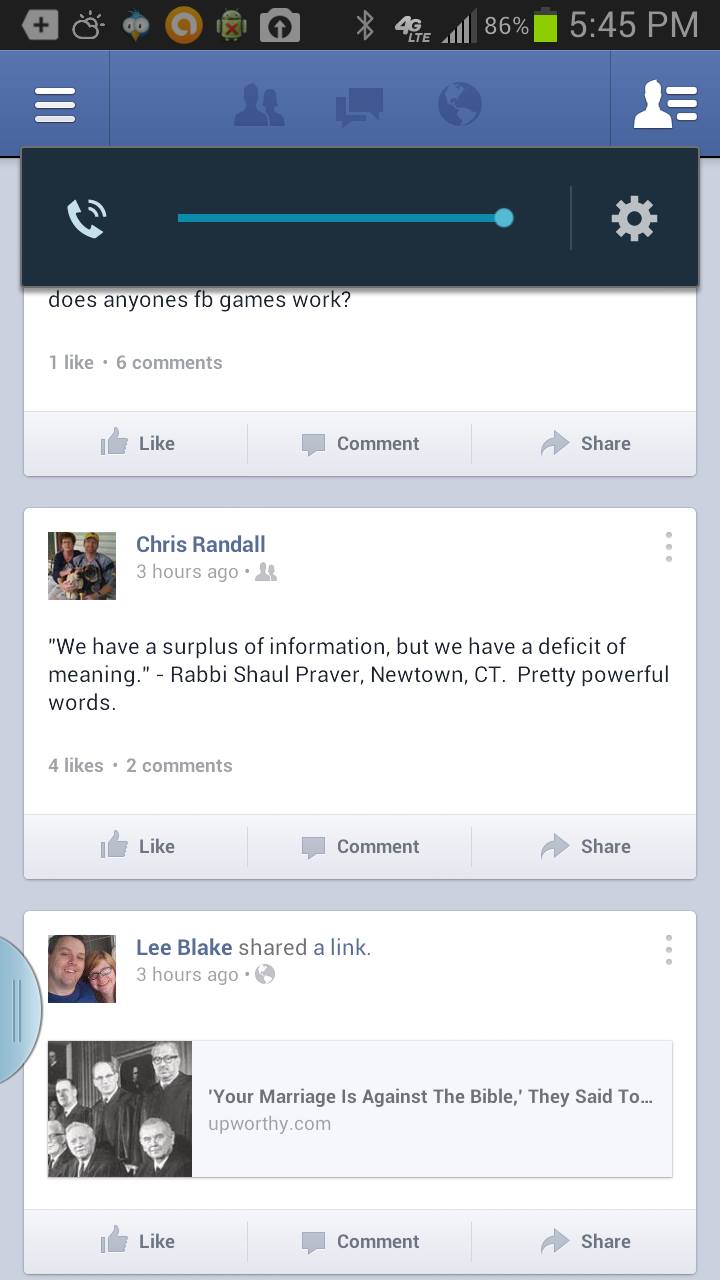 4G LTE 86% 5:45 PM
does anyones fb games work?
1 like • 6 comments
Like Comment Share
Chris Randall
3 hours ago •
"We have a surplus of information, but we have a deficit of
meaning." - Rabbi Shaul Praver, Newtown, CT.  Pretty powerful
words.
4 likes • 2 comments
Like Comment Share
Lee Blake shared a link.
3 hours ago •
'Your Marriage Is Against The Bible,' They Said To...
upworthy.com
Like Comment Share